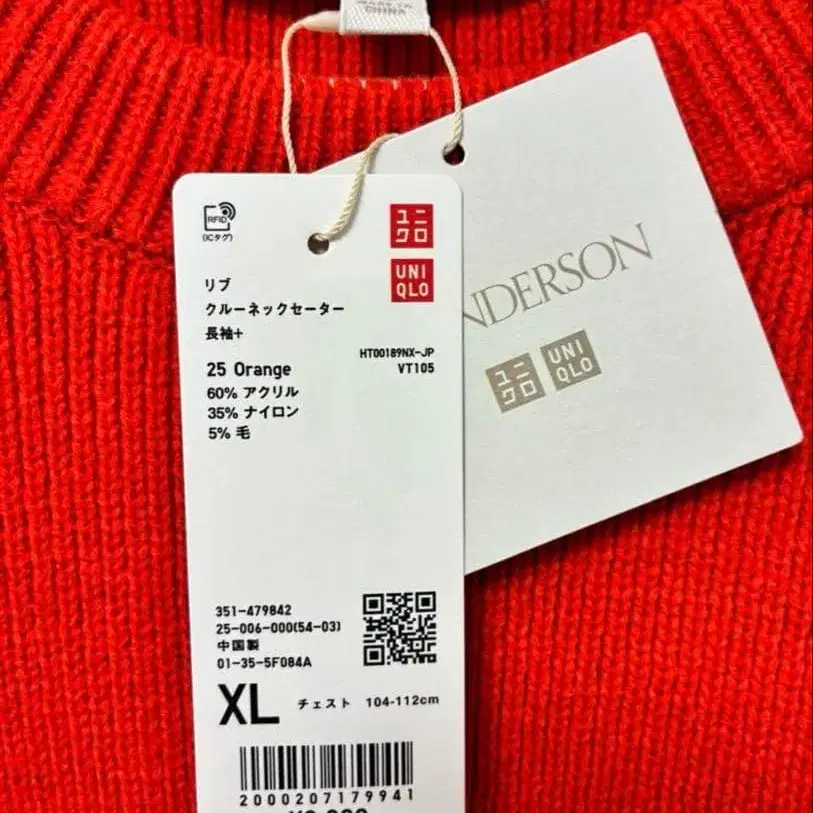 CHINA
RFID
(ICタグ)
ユニ
クロ
UNI
QLO
リブ
クルーネックセーター
長袖+
HT00189NX-JP
25 Orange
VT105
60% アクリル
35% ナイロン
5% 毛
351-479842
25-006-000(54-03)
中国製
01-35-5F084A
XL チェスト 104-112cm
2000207179941
NDERSON
ユニ
クロ
UNI
QLO